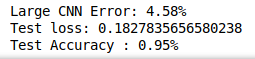 Large CNN Error: 4.58%
Test loss: 0.1827835656580238
Test Accuracy : 0.95%